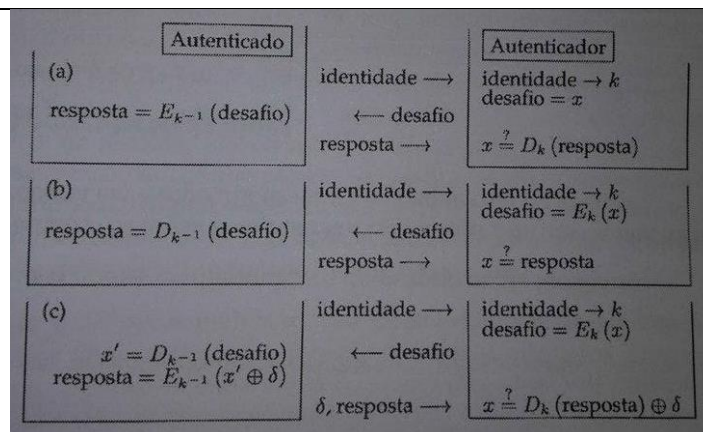 Autenticado
Autenticador
(a)
identidade ⟶ identidade → k
desafio = x
resposta = E_{k^{-1}} (desafio) ⟵ desafio
resposta ⟶ x ≟ D_k (resposta)
(b)
identidade ⟶ identidade → k
desafio = E_k (x)
resposta = D_{k^{-1}} (desafio) ⟵ desafio
resposta ⟶ x ≟ resposta
(c)
identidade ⟶ identidade → k
desafio = E_k (x)
x′ = D_{k^{-1}} (desafio) ⟵ desafio
resposta = E_{k^{-1}} (x′ ⊕ δ)
δ, resposta ⟶ x ≟ D_k (resposta) ⊕ δ